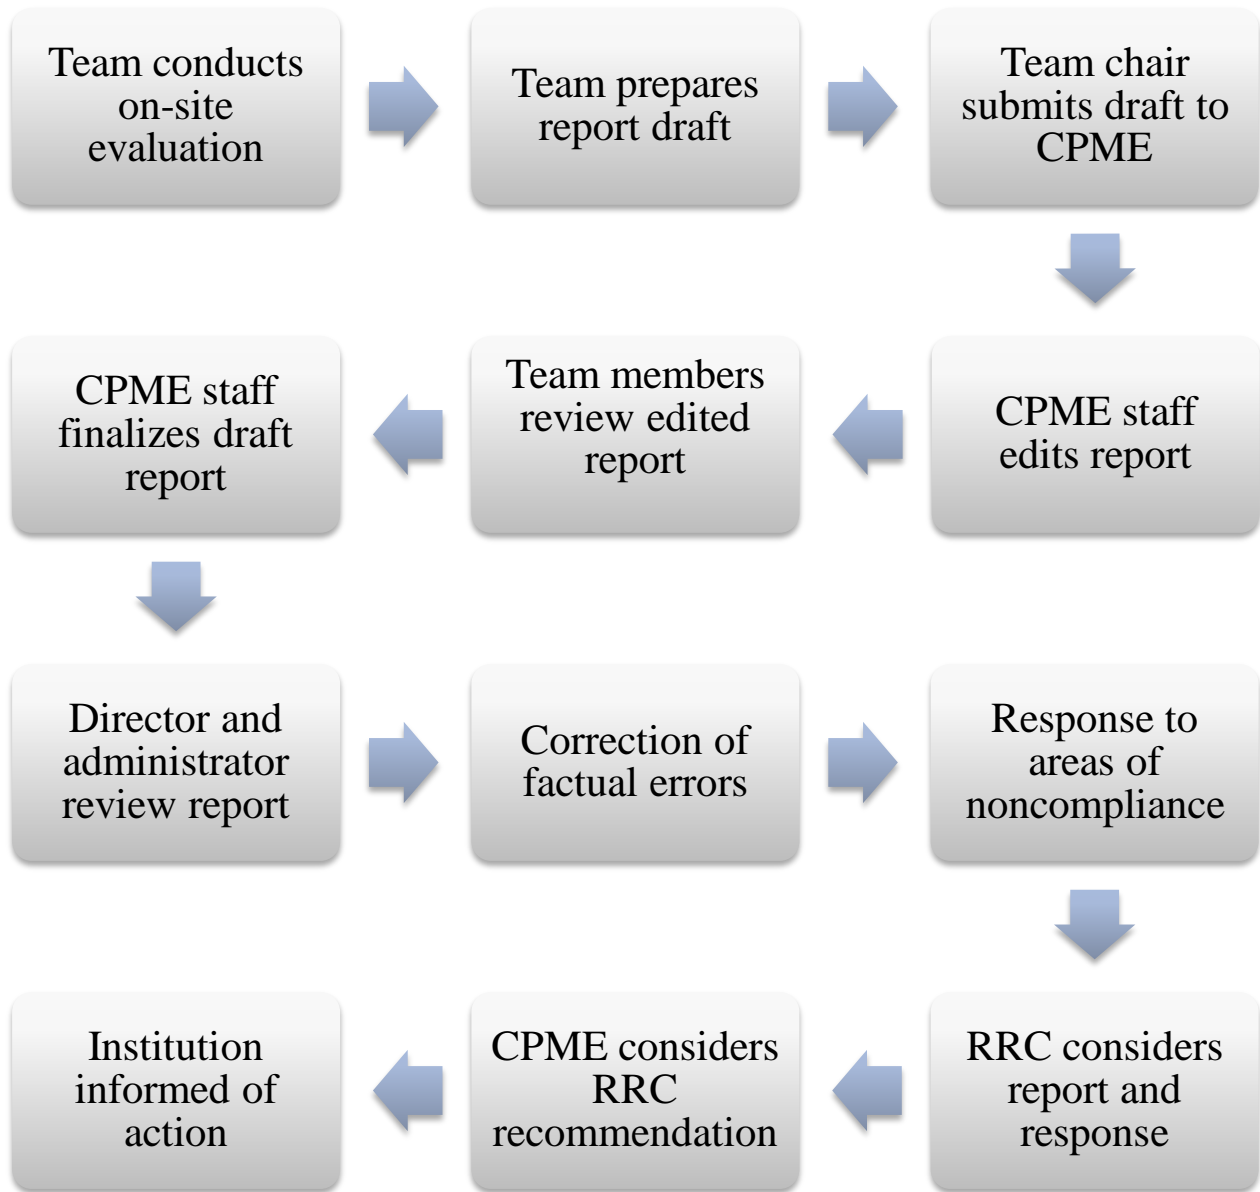 Team conducts
on-site
evaluation
Team prepares
report draft
Team chair
submits draft to
CPME
CPME staff
edits report
Team members
review edited
report
CPME staff
finalizes draft
report
Director and
administrator
review report
Correction of
factual errors
Response to
areas of
noncompliance
RRC considers
report and
response
CPME considers
RRC
recommendation
Institution
informed of
action